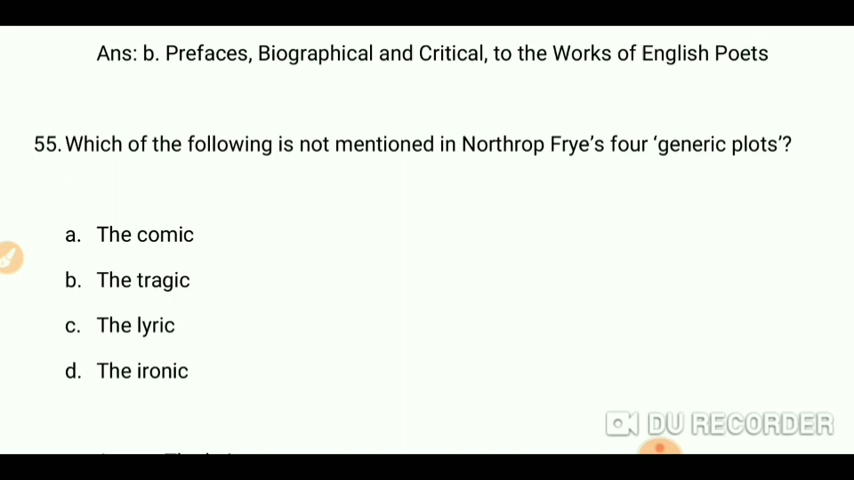 Ans: b. Prefaces, Biographical and Critical, to the Works of English Poets
55. Which of the following is not mentioned in Northrop Frye’s four ‘generic plots’?
a. The comic
b. The tragic
c. The lyric
d. The ironic
DU RECORDER